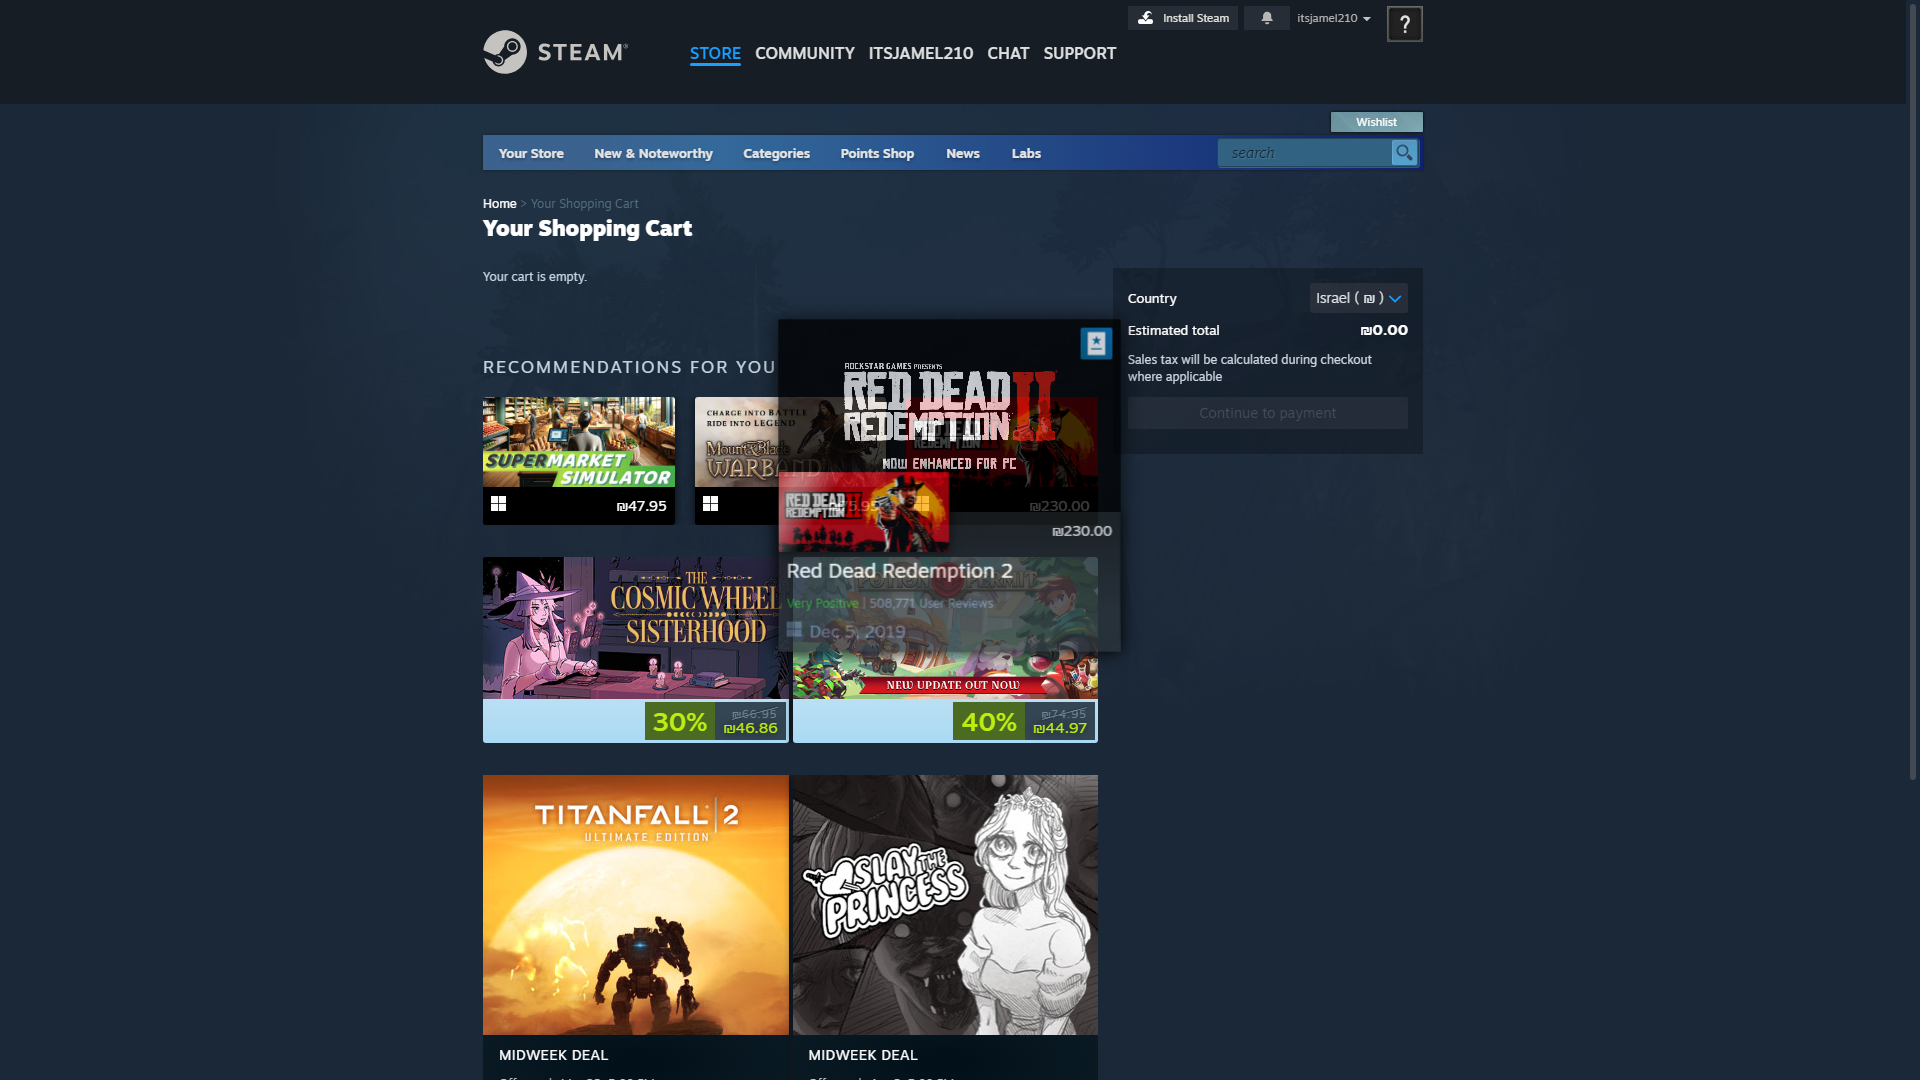 Install Steam
itsjamel210
?
STEAM
STORE
COMMUNITY
ITSJAMEL210
CHAT
SUPPORT
Wishlist
Your Store
New & Noteworthy
Categories
Points Shop
News
Labs
search
Home > Your Shopping Cart
Your Shopping Cart
Your cart is empty.
Country
Israel ( ₪ )
Estimated total
₪0.00
Sales tax will be calculated during checkout
where applicable
Continue to payment
RECOMMENDATIONS FOR YOU
SUPERMARKET
SIMULATOR
₪47.95
CHARGE INTO BATTLE
RIDE INTO LEGEND
Mount&Blade
WARBAND
ROCKSTAR GAMES PRESENTS
RED DEAD II
REDEMPTION
NOW ENHANCED FOR PC
₪230.00
RED DEAD
REDEMPTION II
₪230.00
Red Dead Redemption 2
Very Positive | 508,771 User Reviews
Dec 5, 2019
THE
COSMIC WHEEL
SISTERHOOD
30%
₪66.95
₪46.86
NEW UPDATE OUT NOW
40%
₪74.95
₪44.97
TITANFALL 2
ULTIMATE EDITION
SLAY THE
PRINCESS
MIDWEEK DEAL
MIDWEEK DEAL